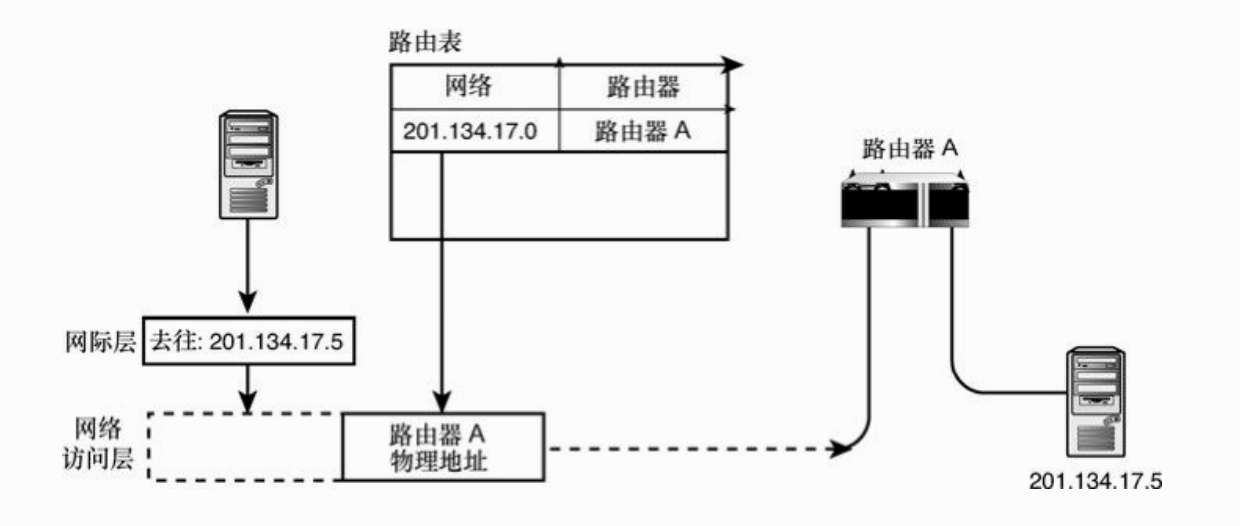 路由表
网络 路由器
201.134.17.0 路由器 A
路由器 A
网际层 去往: 201.134.17.5
网络
访问层
路由器 A
物理地址
201.134.17.5